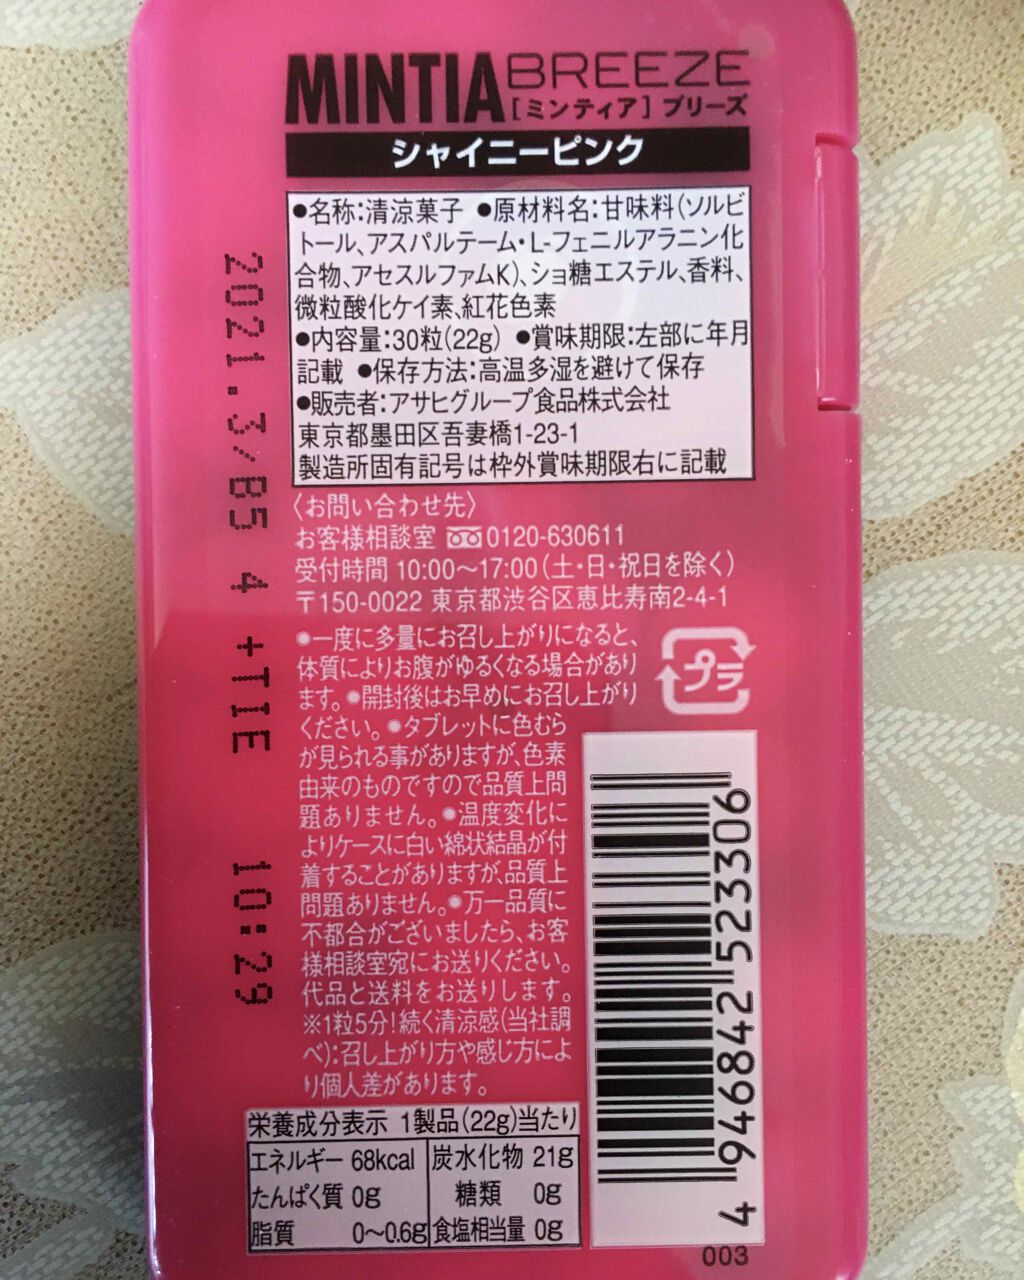 MINTIA BREEZE
[ミンティア] ブリーズ
シャイニーピンク
●名称:清涼菓子 ●原材料名:甘味料(ソルビ
トール、アスパルテーム・L-フェニルアラニン化
合物、アセスルファムK)、ショ糖エステル、香料、
微粒酸化ケイ素、紅花色素
●内容量:30粒(22g) ●賞味期限:左部に年月
記載 ●保存方法:高温多湿を避けて保存
●販売者:アサヒグループ食品株式会社
東京都墨田区吾妻橋1-23-1
製造所固有記号は枠外賞味期限右に記載
2021.3/B5 4 +TIE 10:29
〈お問い合わせ先〉
お客様相談室 0120-630611
受付時間 10:00〜17:00(土・日・祝日を除く)
〒150-0022 東京都渋谷区恵比寿南2-4-1
●一度に多量にお召し上がりになると、
体質によりお腹がゆるくなる場合があり
ます。●開封後はお早めにお召し上がり
ください。●タブレットに色むら
が見られる事がありますが、色素
由来のものですので品質上問
題ありません。●温度変化に
よりケースに白い綿状結晶が付
着することがありますが、品質上
問題ありません。●万一品質に
不都合がございましたら、お客
様相談室宛にお送りください。
代品と送料をお送りします。
※1粒5分!続く清涼感(当社調
べ):召し上がり方や感じ方によ
り個人差があります。
プラ
4 946842 523306
栄養成分表示 1製品(22g)当たり
エネルギー 68kcal 炭水化物 21g
たんぱく質 0g 糖類 0g
脂質 0〜0.6g 食塩相当量 0g
003